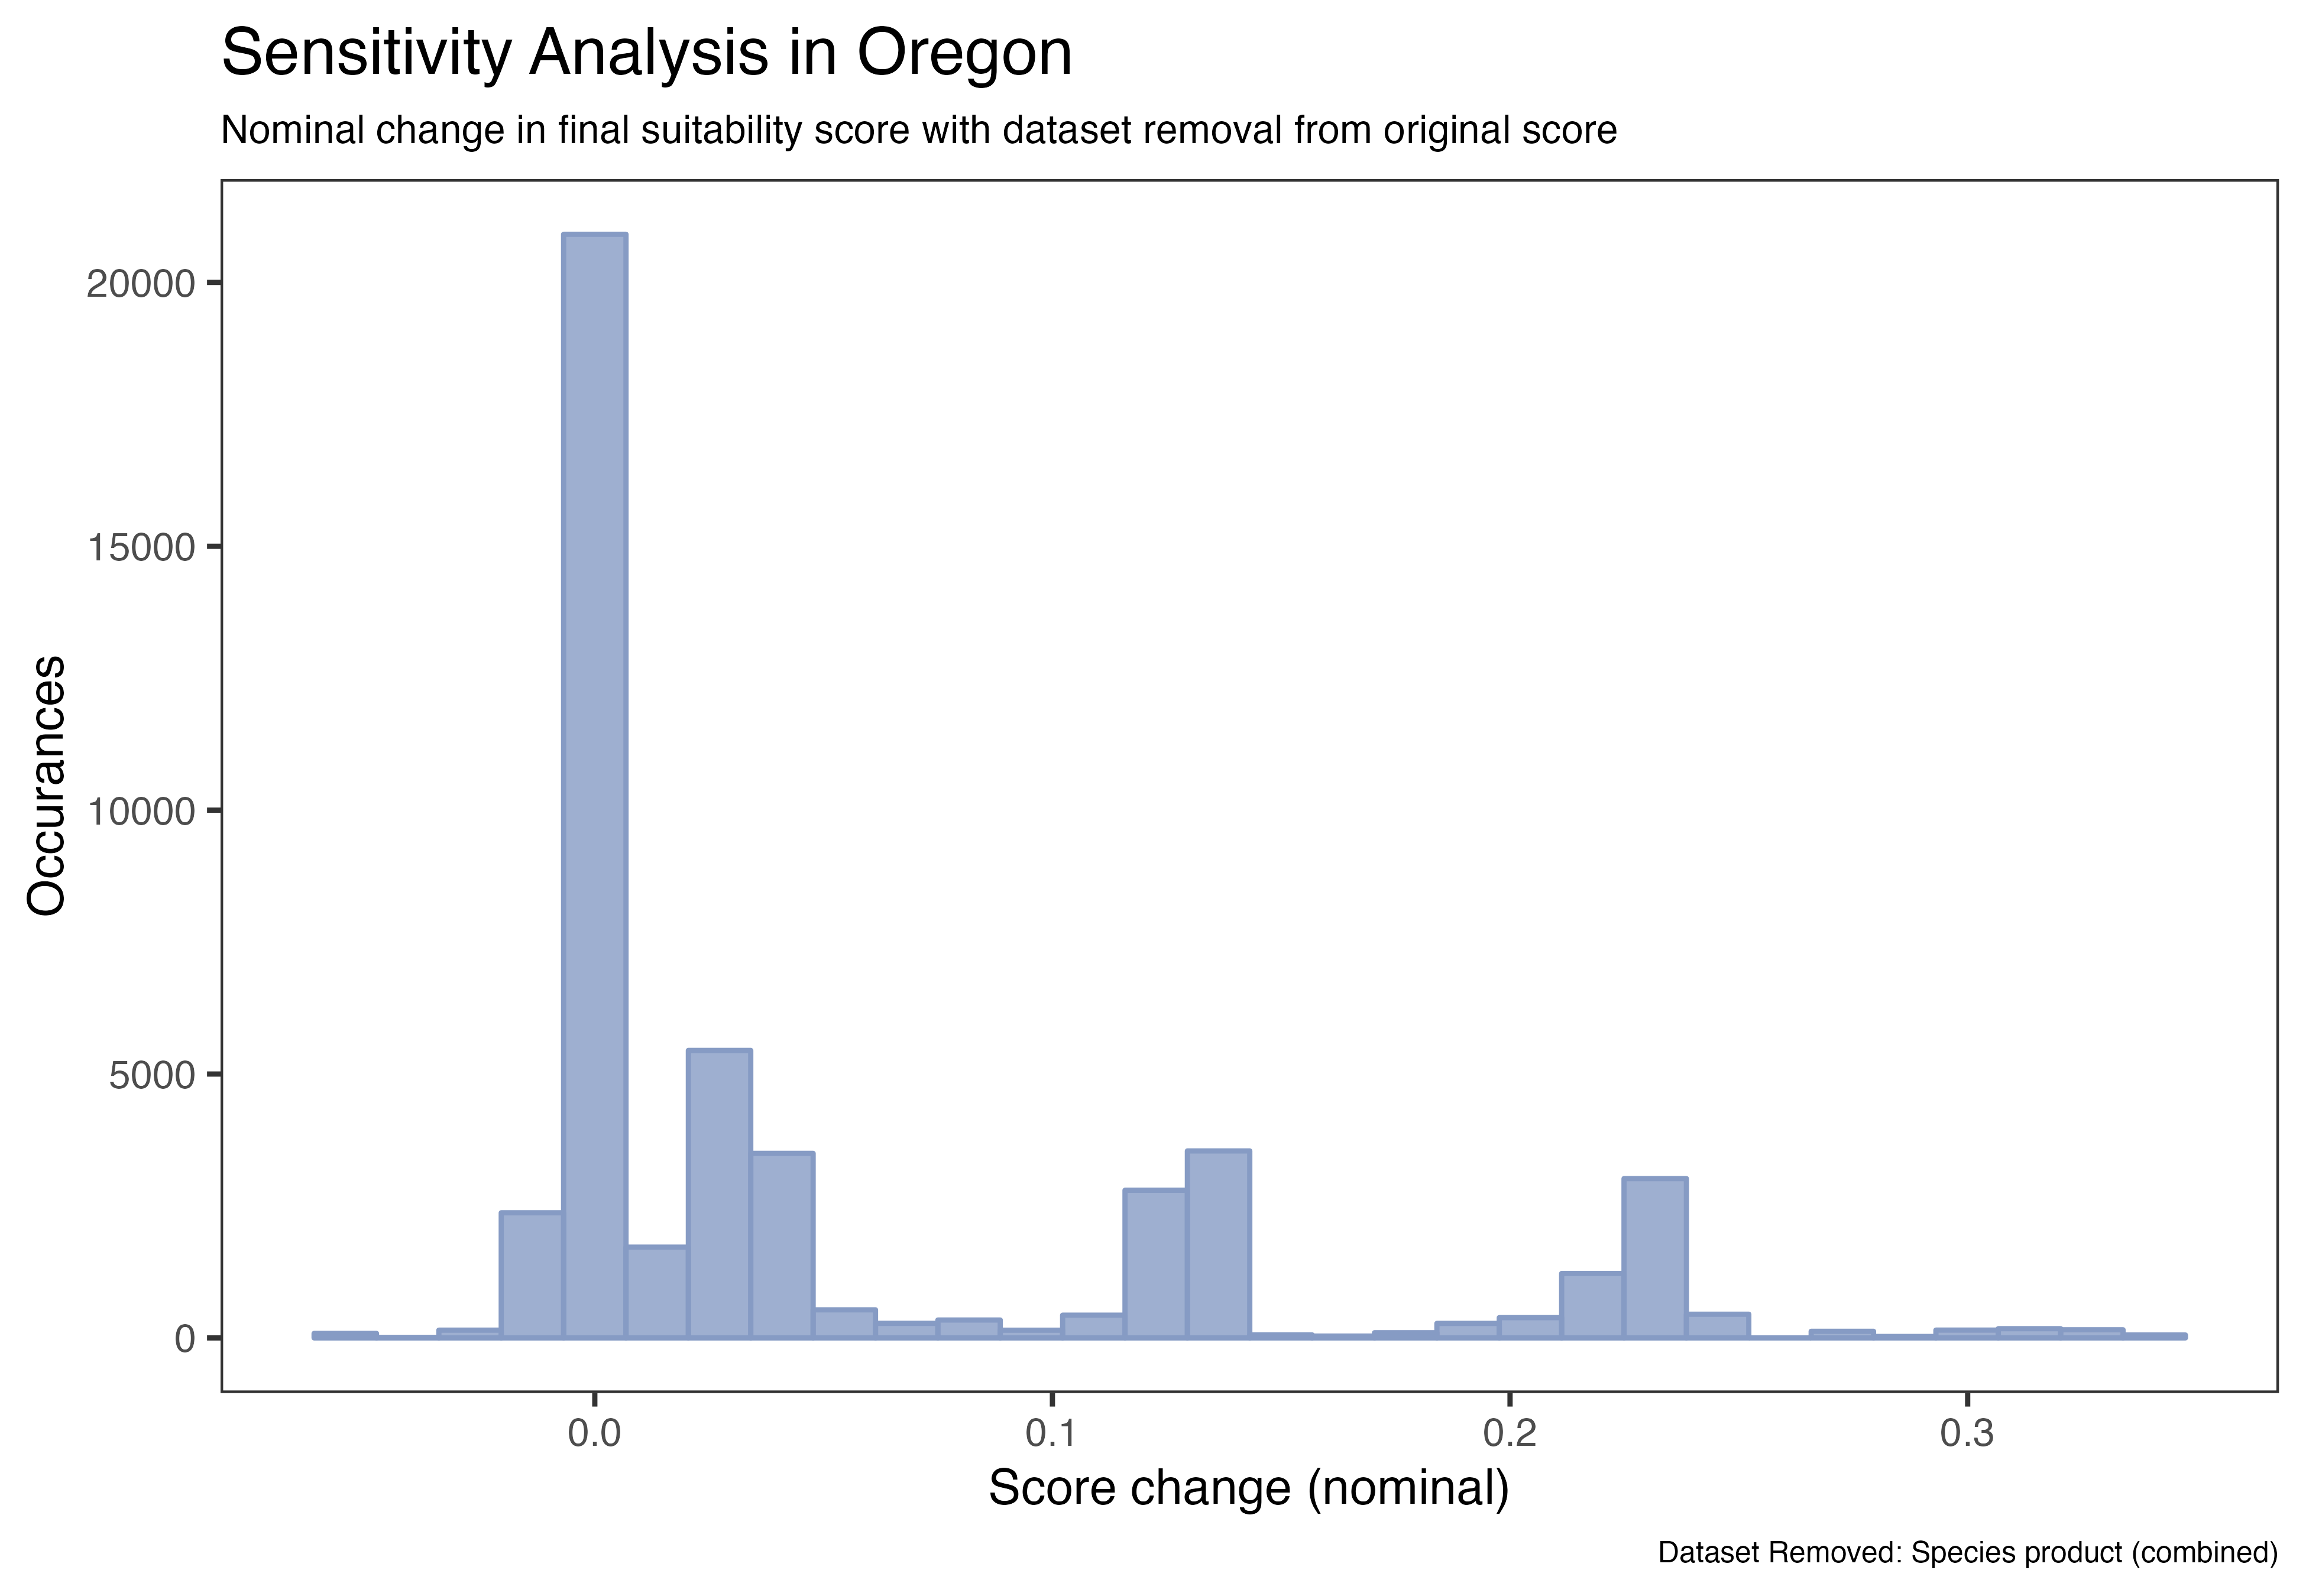 Sensitivity Analysis in Oregon
Nominal change in final suitability score with dataset removal from original score
Occurances
20000
15000
10000
5000
0
0.0
0.1
0.2
0.3
Score change (nominal)
Dataset Removed: Species product (combined)